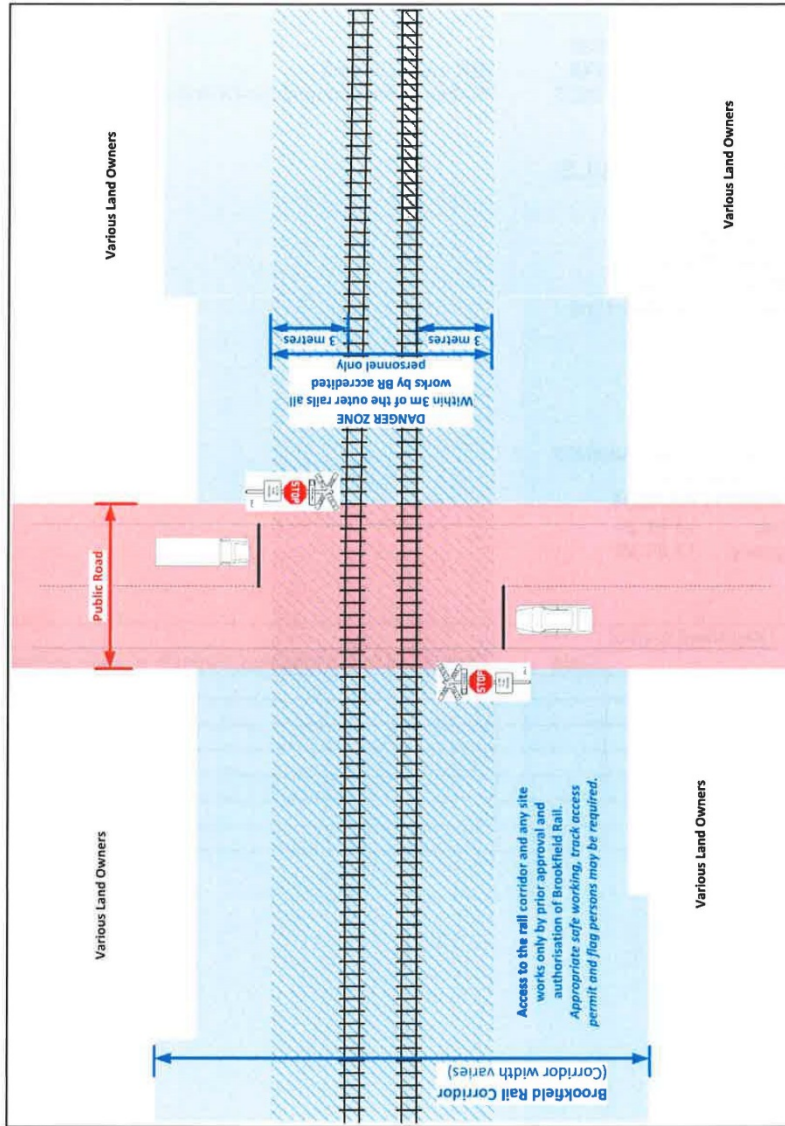 Various Land Owners
Various Land Owners
Public Road
STOP
3 metres
3 metres
DANGER ZONE
Within 3m of the outer rails all
works by BR accredited
personnel only
STOP
Access to the rail corridor and any site
works only by prior approval and
authorisation of Brookfield Rail.
Appropriate safe working, track access
permit and flag persons may be required.
Brookfield Rail Corridor
(Corridor width varies)
Various Land Owners
Various Land Owners